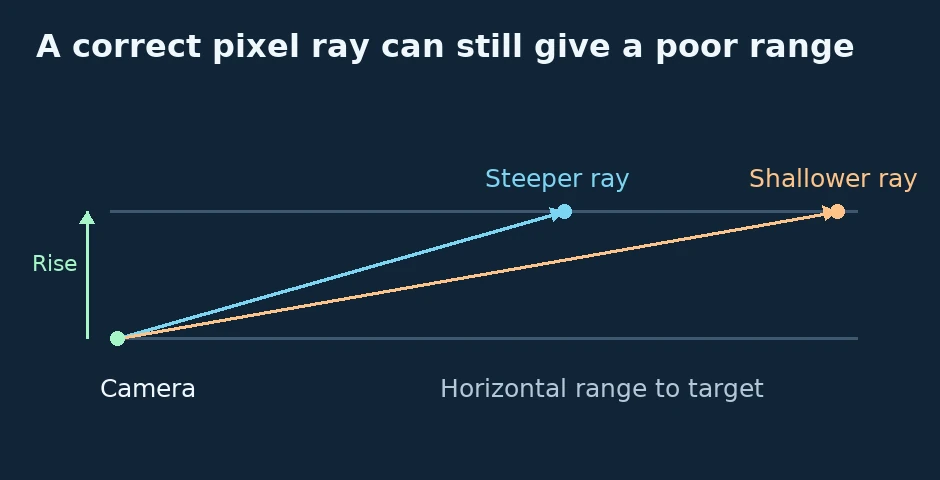 A correct pixel ray can still give a poor range
Steeper ray
Shallower ray
Rise
Camera
Horizontal range to target